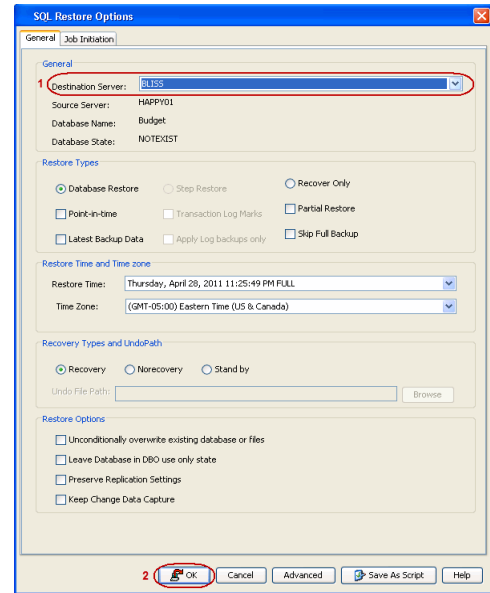 SQL Restore Options
General Job Initiation
General
1 Destination Server: BLISS
Source Server: HAPPY01
Database Name: Budget
Database State: NOTEXIST
Restore Types
Database Restore Step Restore Recover Only
Point-in-time Transaction Log Marks Partial Restore
Latest Backup Data Apply Log backups only Skip Full Backup
Restore Time and Time zone
Restore Time: Thursday, April 28, 2011 11:25:49 PM FULL
Time Zone: (GMT-05:00) Eastern Time (US & Canada)
Recovery Types and UndoPath
Recovery Norecovery Stand by
Undo File Path: Browse
Restore Options
Unconditionally overwrite existing database or files
Leave Database in DBO use only state
Preserve Replication Settings
Keep Change Data Capture
2 OK Cancel Advanced Save As Script Help